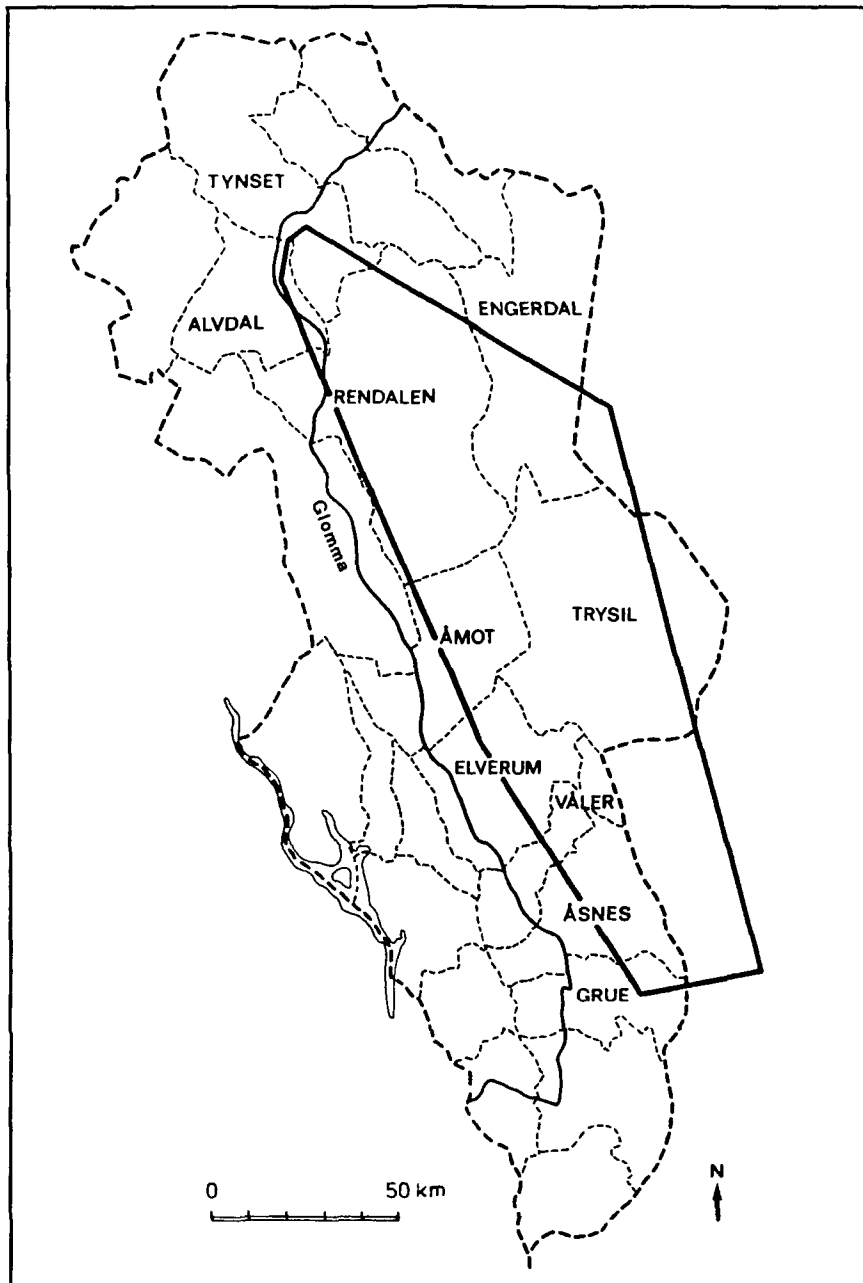 TYNSET
ENGERDAL
ALVDAL
RENDALEN
Glomma
TRYSIL
ÅMOT
ELVERUM
VÅLER
ÅSNES
GRUE
N
0 50 km